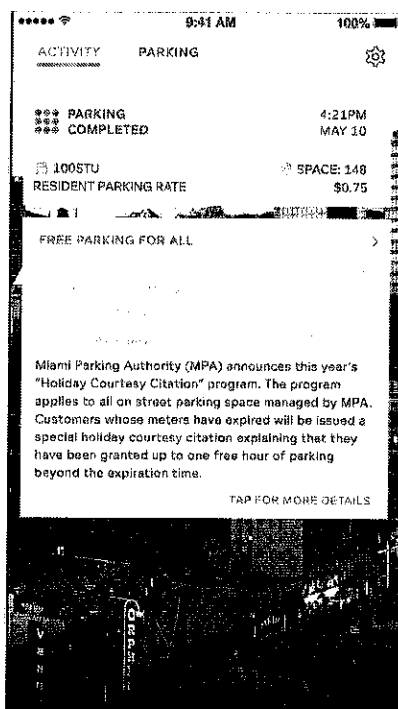 9:41 AM 100%
ACTIVITY PARKING
PARKING 4:21PM
COMPLETED MAY 10
100STU SPACE: 148
RESIDENT PARKING RATE $0.75
FREE PARKING FOR ALL >
Miami Parking Authority (MPA) announces this year's
"Holiday Courtesy Citation" program. The program
applies to all on street parking space managed by MPA.
Customers whose meters have expired will be issued a
special holiday courtesy citation explaining that they
have been granted up to one free hour of parking
beyond the expiration time.
TAP FOR MORE DETAILS